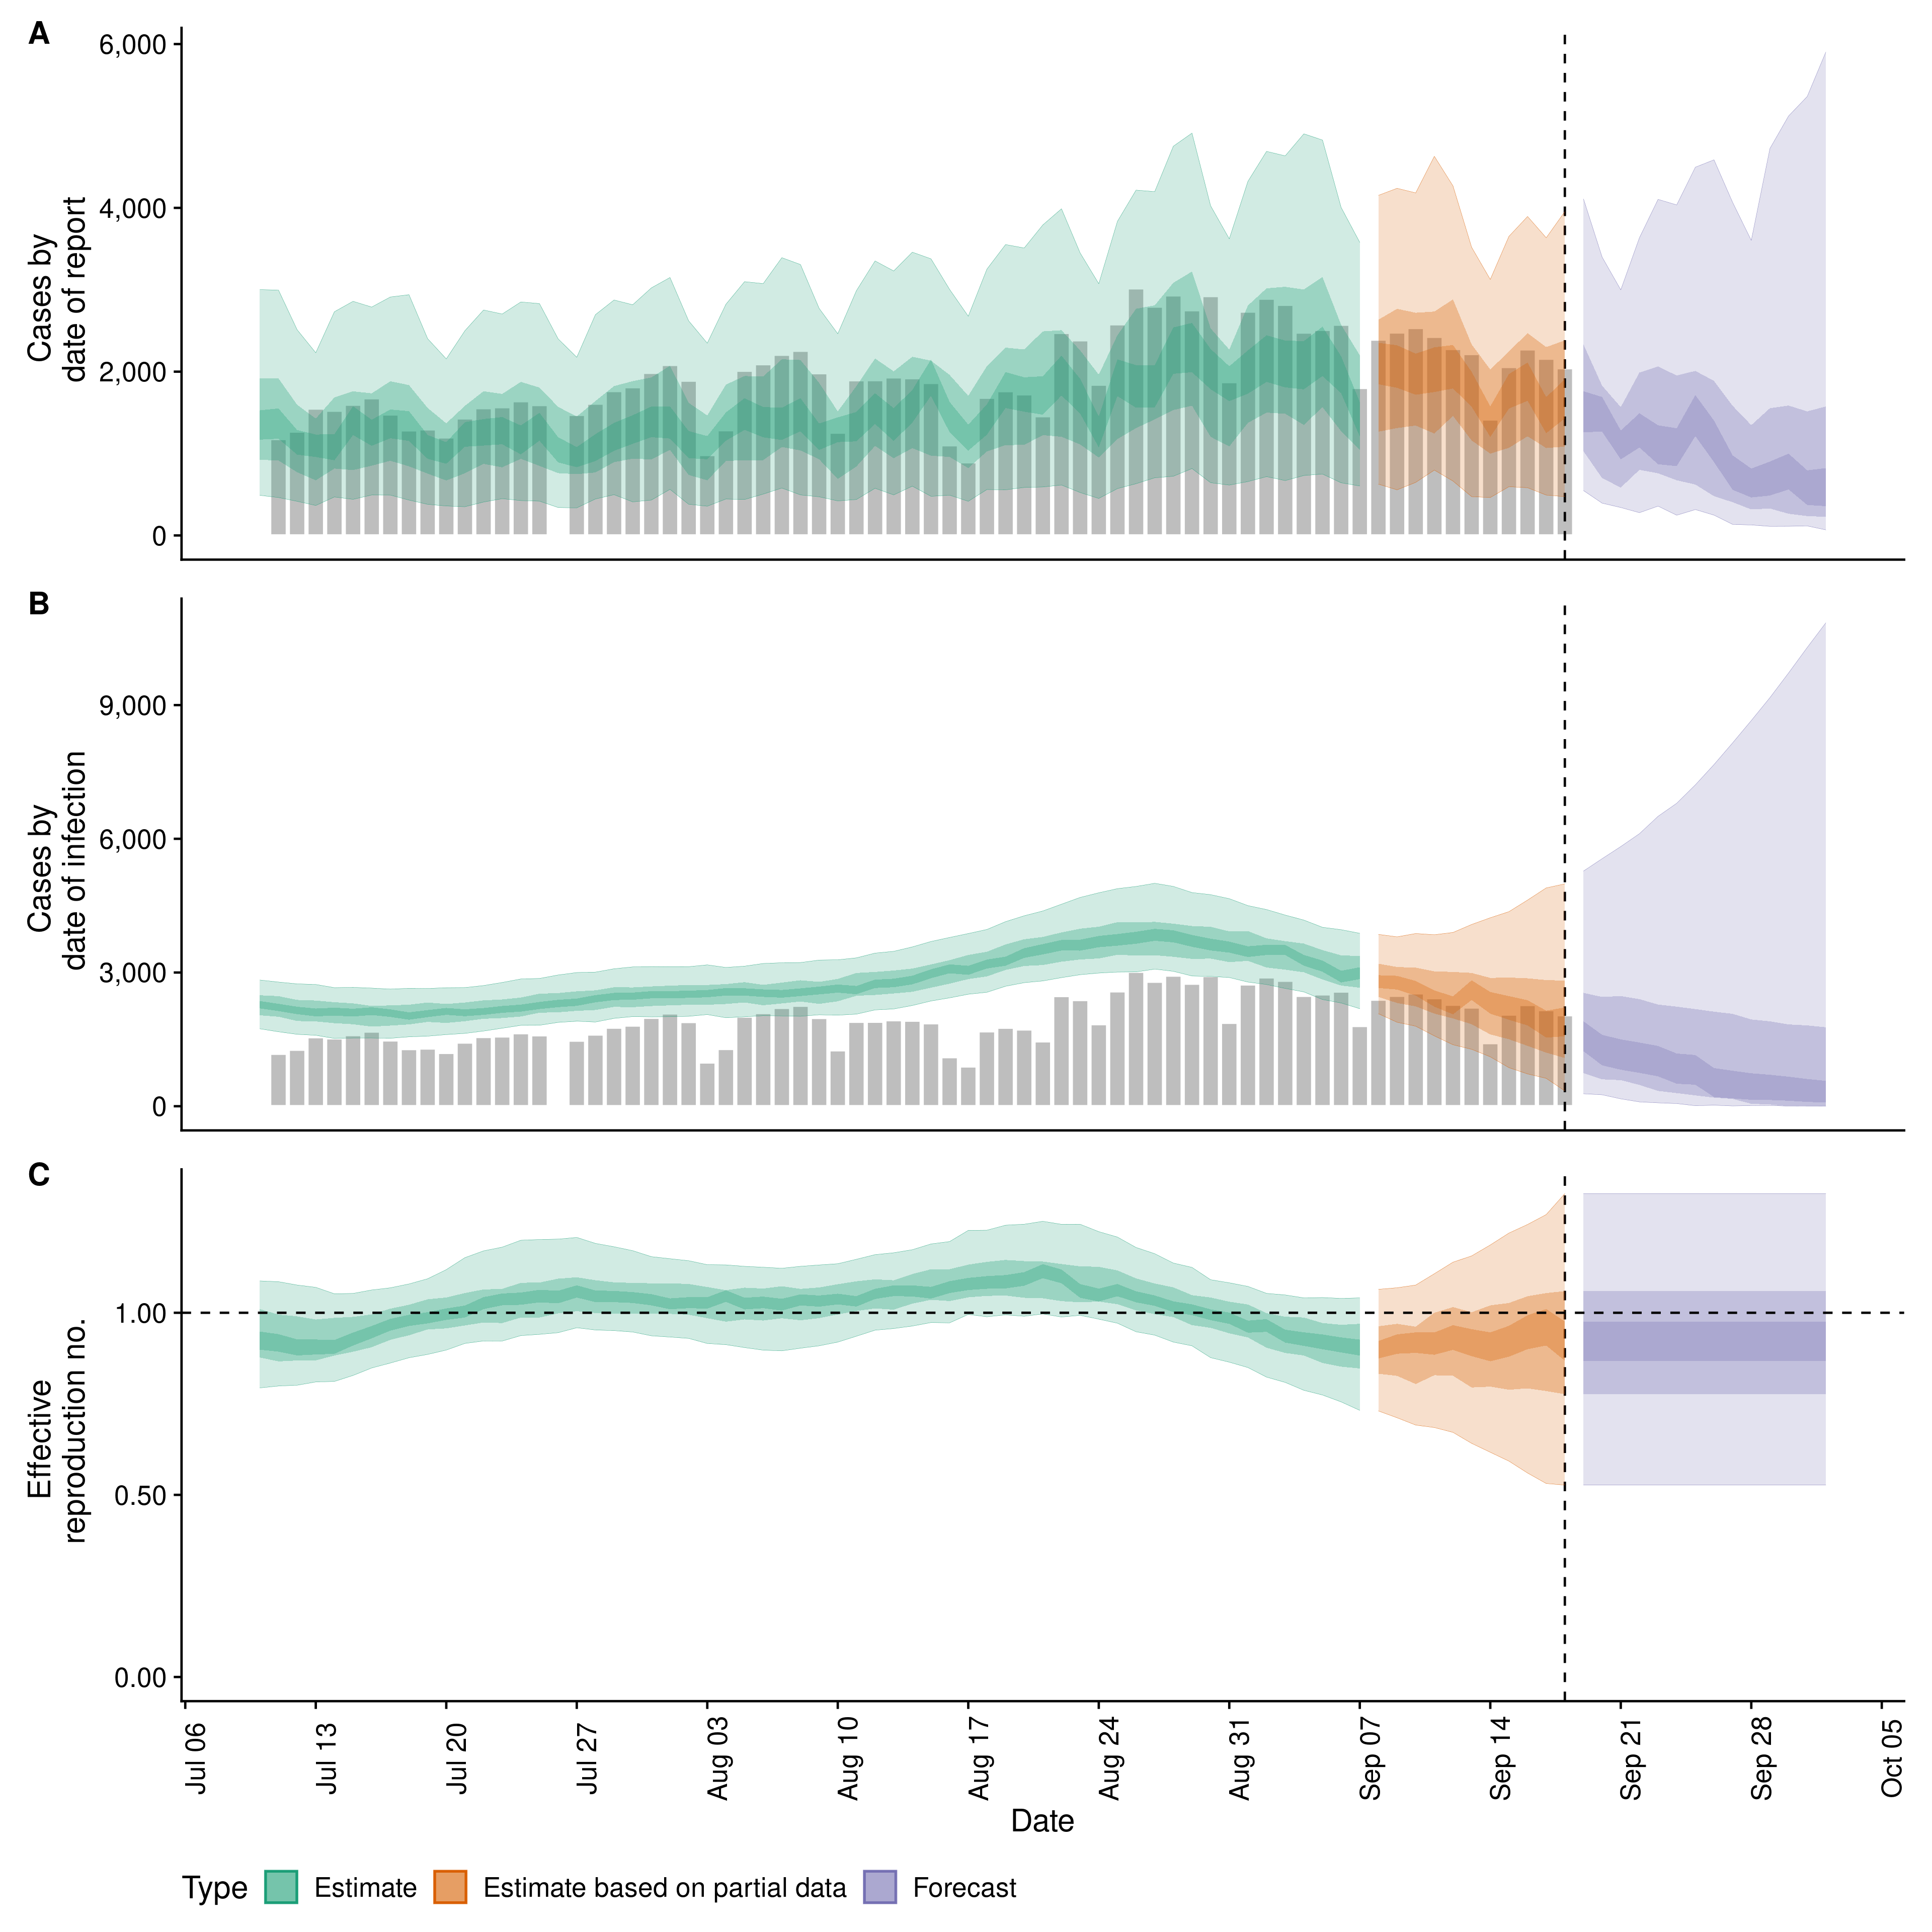 A
6,000
4,000
2,000
0
Cases by
date of report
B
9,000
6,000
3,000
0
Cases by
date of infection
C
1.00
0.50
0.00
Effective
reproduction no.
Jul 06
Jul 13
Jul 20
Jul 27
Aug 03
Aug 10
Aug 17
Aug 24
Aug 31
Sep 07
Sep 14
Sep 21
Sep 28
Oct 05
Date
Type Estimate Estimate based on partial data Forecast